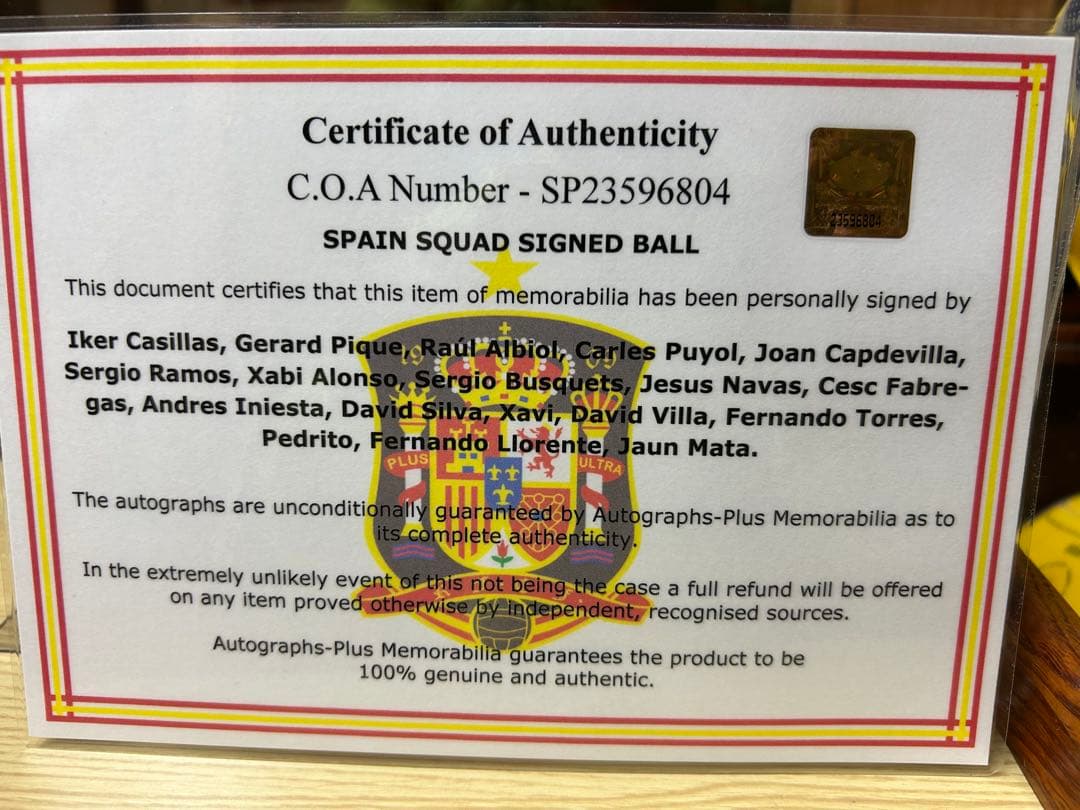 Certificate of Authenticity
C.O.A Number - SP23596804
23596804
SPAIN SQUAD SIGNED BALL
This document certifies that this item of memorabilia has been personally signed by
Iker Casillas, Gerard Pique, Raúl Albiol, Carles Puyol, Joan Capdevilla,
Sergio Ramos, Xabi Alonso, Sergio Busquets, Jesus Navas, Cesc Fabre-
gas, Andres Iniesta, David Silva, Xavi, David Villa, Fernando Torres,
Pedrito, Fernando Llorente, Jaun Mata.
PLUS ULTRA
The autographs are unconditionally guaranteed by Autographs-Plus Memorabilia as to
its complete authenticity.
In the extremely unlikely event of this not being the case a full refund will be offered
on any item proved otherwise by independent, recognised sources.
Autographs-Plus Memorabilia guarantees the product to be
100% genuine and authentic.